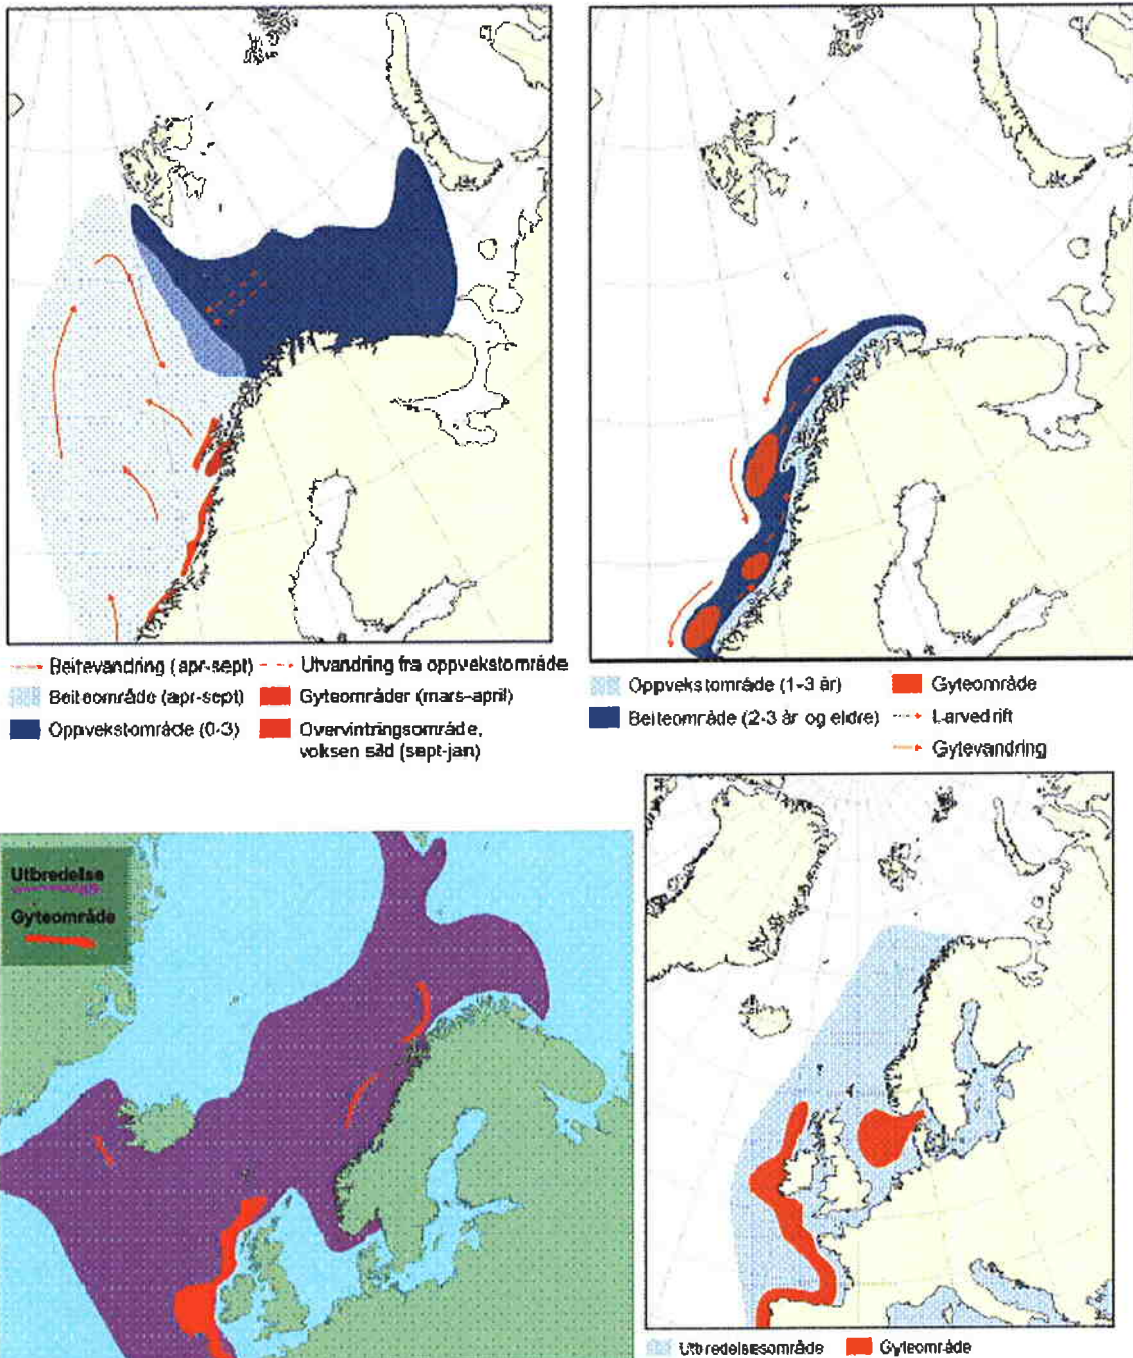 Beitevandring (apr-sept)
Utvandring fra oppvekstområde
Beiteområde (apr-sept)
Gyteområder (mars-april)
Oppvekstområde (0-3)
Overvintringsområde,
voksen sild (sept-jan)
Oppvekstområde (1-3 år)
Gyteområde
Beiteområde (2-3 år og eldre)
Larvedrift
Gytevandring
Utbredelse
Gyteområde
Utbredelsesområde
Gyteområde